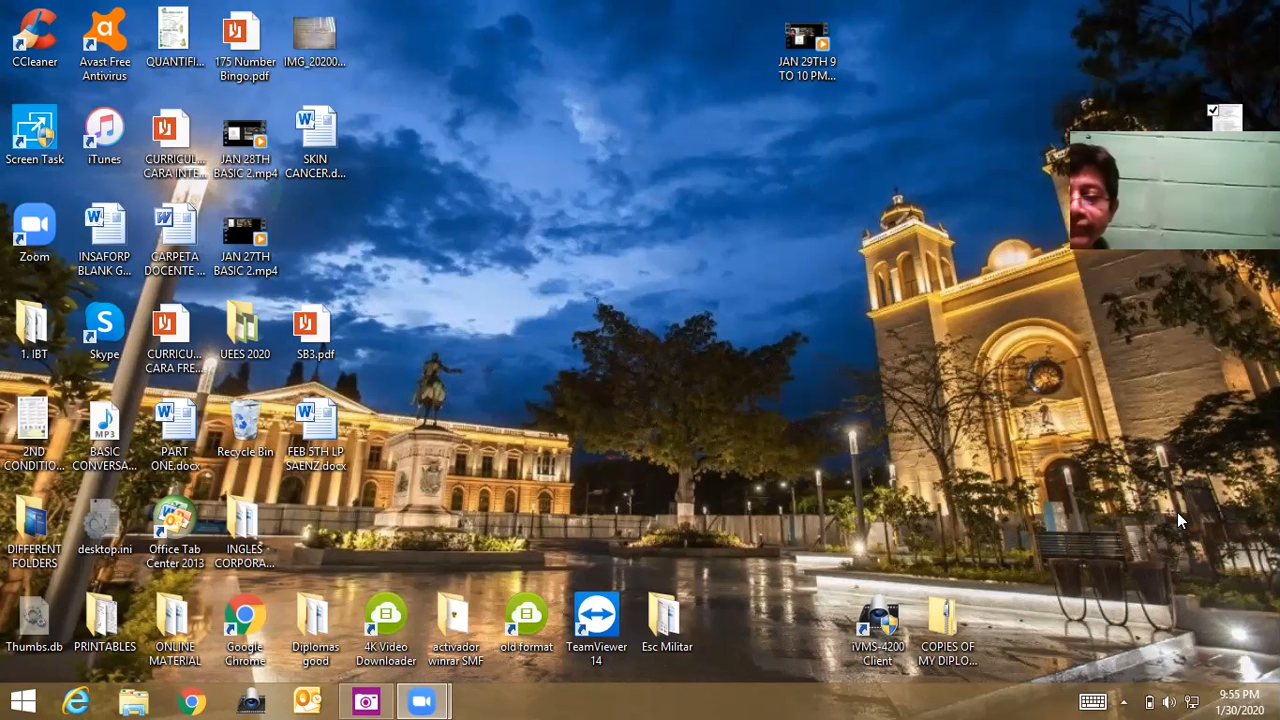 CCleaner
Avast Free
Antivirus
QUANTIFI...
175 Number
Bingo.pdf
IMG_20200...
JAN 29TH 9
TO 10 PM...
Screen Task
iTunes
CURRICUL...
CARA INTE...
JAN 28TH
BASIC 2.mp4
SKIN
CANCER.d...
Zoom
INSAFORP
BLANK G...
CARPETA
DOCENTE ...
JAN 27TH
BASIC 2.mp4
1. IBT
Skype
CURRICU...
CARA FRE...
UEES 2020
SB3.pdf
2ND
CONDITIO...
MP3
BASIC
CONVERSA...
PART
ONE.docx
Recycle Bin
FEB 5TH LP
SAENZ.docx
DIFFERENT
FOLDERS
desktop.ini
Office Tab
Center 2013
INGLES
CORPORA...
Thumbs.db
PRINTABLES
ONLINE
MATERIAL
Google
Chrome
Diplomas
good
4K Video
Downloader
activador
winrar SMF
old format
TeamViewer
14
Esc Militar
iVMS-4200
Client
COPIES OF
MY DIPLO...
9:55 PM
1/30/2020